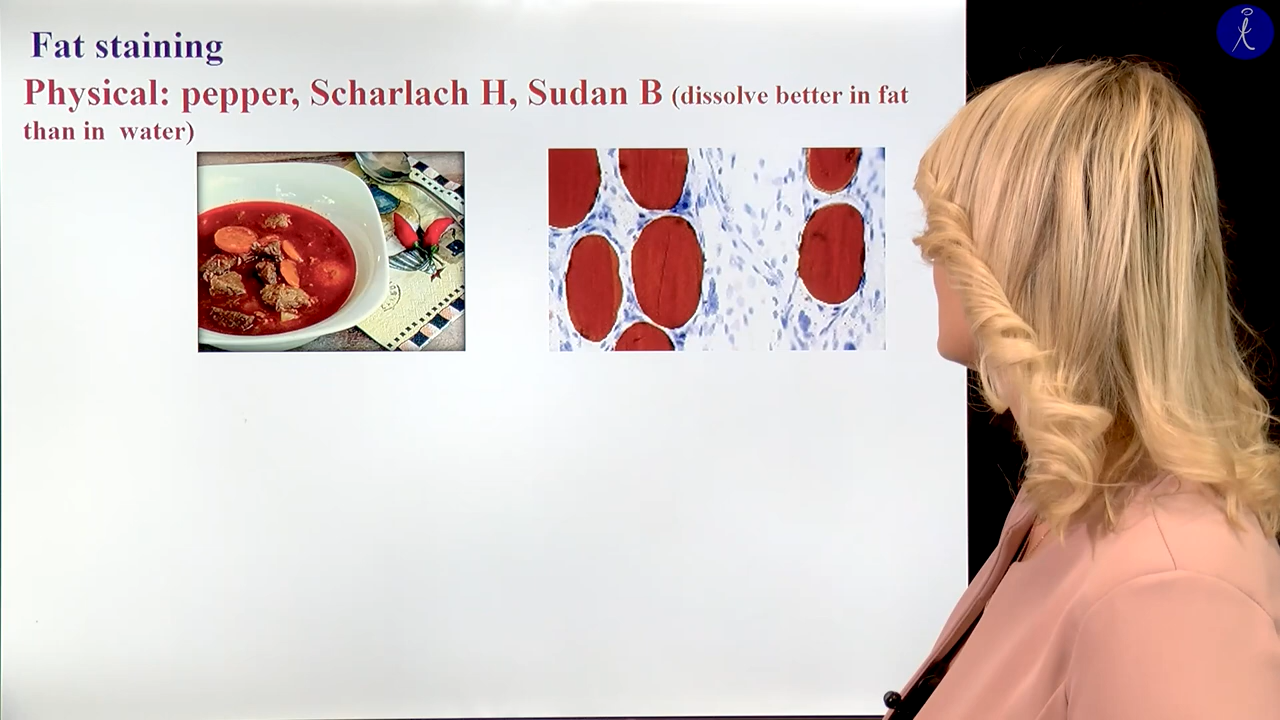 Fat staining
Physical: pepper, Scharlach H, Sudan B (dissolve better in fat
than in water)